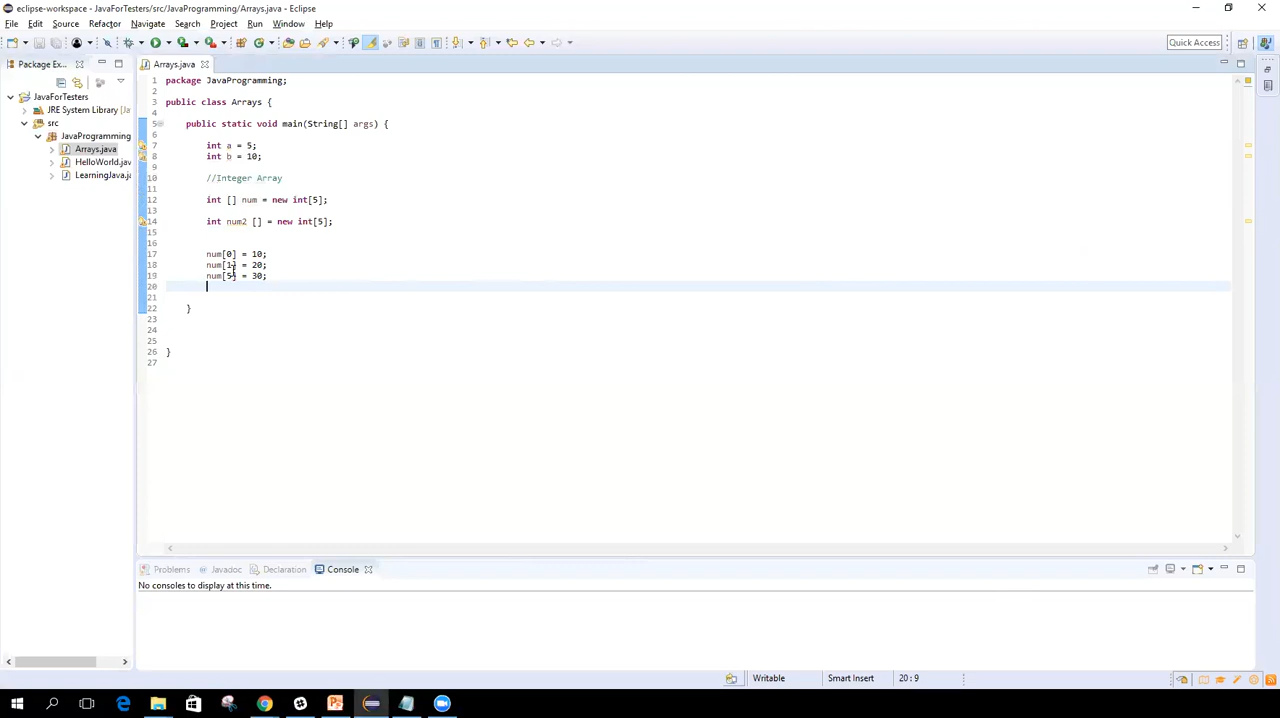 eclipse-workspace - JavaForTesters/src/JavaProgramming/Arrays.java - Eclipse
File Edit Source Refactor Navigate Search Project Run Window Help
Quick Access
Package Ex...
Arrays.java
JavaForTesters
JRE System Library [Ja
src
JavaProgramming
Arrays.java
HelloWorld.jav
LearningJava.ja
1 package JavaProgramming;
2
3 public class Arrays {
4
5 public static void main(String[] args) {
6
7 int a = 5;
8 int b = 10;
9
10 //Integer Array
11
12 int [] num = new int[5];
13
14 int num2 [] = new int[5];
15
16
17 num[0] = 10;
18 num[1] = 20;
19 num[5] = 30;
20
21
22 }
23
24
25
26 }
27
Problems Javadoc Declaration Console
No consoles to display at this time.
Writable Smart Insert 20 : 9